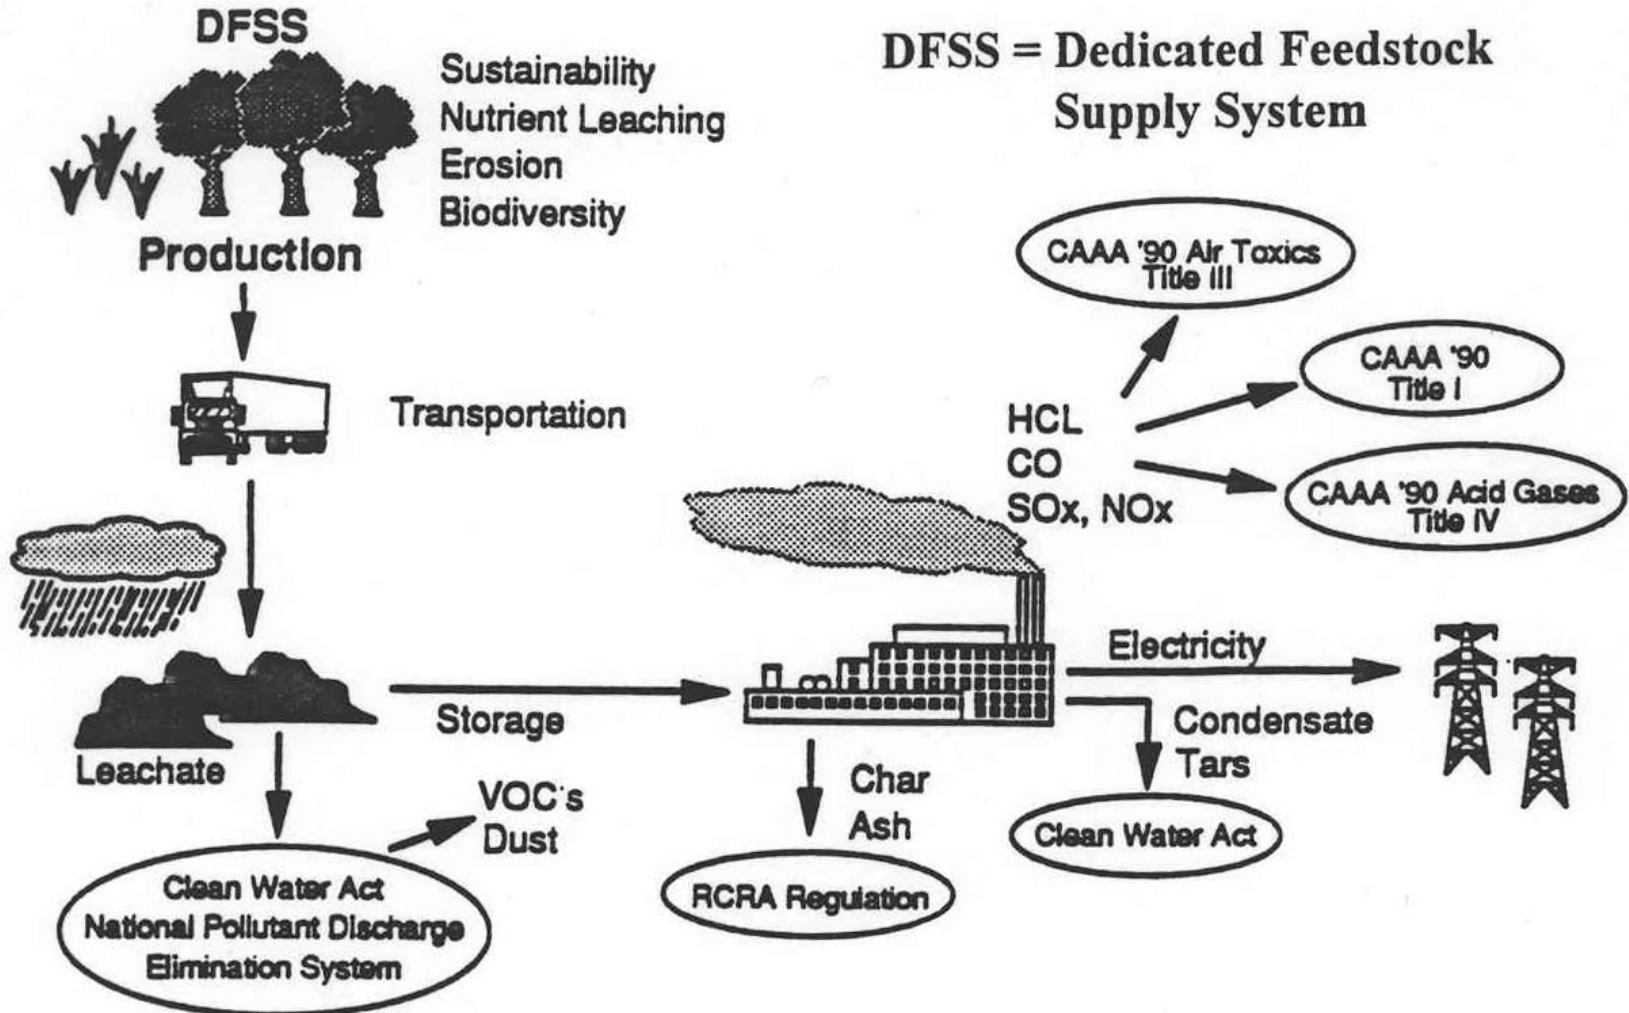 DFSS
Sustainability
Nutrient Leaching
Erosion
Biodiversity
Production
DFSS = Dedicated Feedstock
Supply System
CAAA '90 Air Toxics
Title III
CAAA '90
Title I
HCL
CO
SOx, NOx
CAAA '90 Acid Gases
Title IV
Transportation
Electricity
Storage
Condensate
Tars
Leachate
VOC's
Dust
Char
Ash
Clean Water Act
RCRA Regulation
Clean Water Act
National Pollutant Discharge
Elimination System